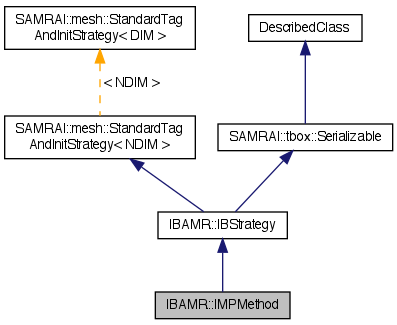 SAMRAI::mesh::StandardTag
AndInitStrategy< DIM >
DescribedClass
< NDIM >
SAMRAI::mesh::StandardTag
AndInitStrategy< NDIM >
SAMRAI::tbox::Serializable
IBAMR::IBStrategy
IBAMR::IMPMethod